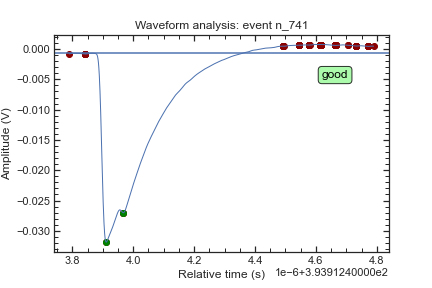 Waveform analysis: event n_741
0.000
good
−0.005
−0.010
−0.015
−0.020
−0.025
−0.030
Amplitude (V)
3.8
4.0
4.2
4.4
4.6
4.8
Relative time (s)
1e−6+3.9391240000e2